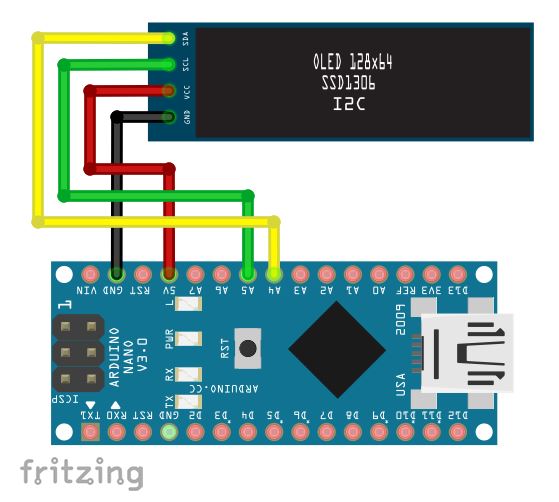 SDA
SCL
VCC
GND
OLED 128x64
SSD1306
I2C
VIN
GND
RST
5V
A7
A6
A5
A4
A3
A2
A1
A0
REF
3V3
D13
1
L
PWR
RX
TX
ARDUINO
NANO
V3.0
ICSP
RST
ARDUINO.CC
2009
USA
TX1
RX0
RST
GND
D2
D3
D4
D5
D6
D7
D8
D9
D10
D11
D12
fritzing